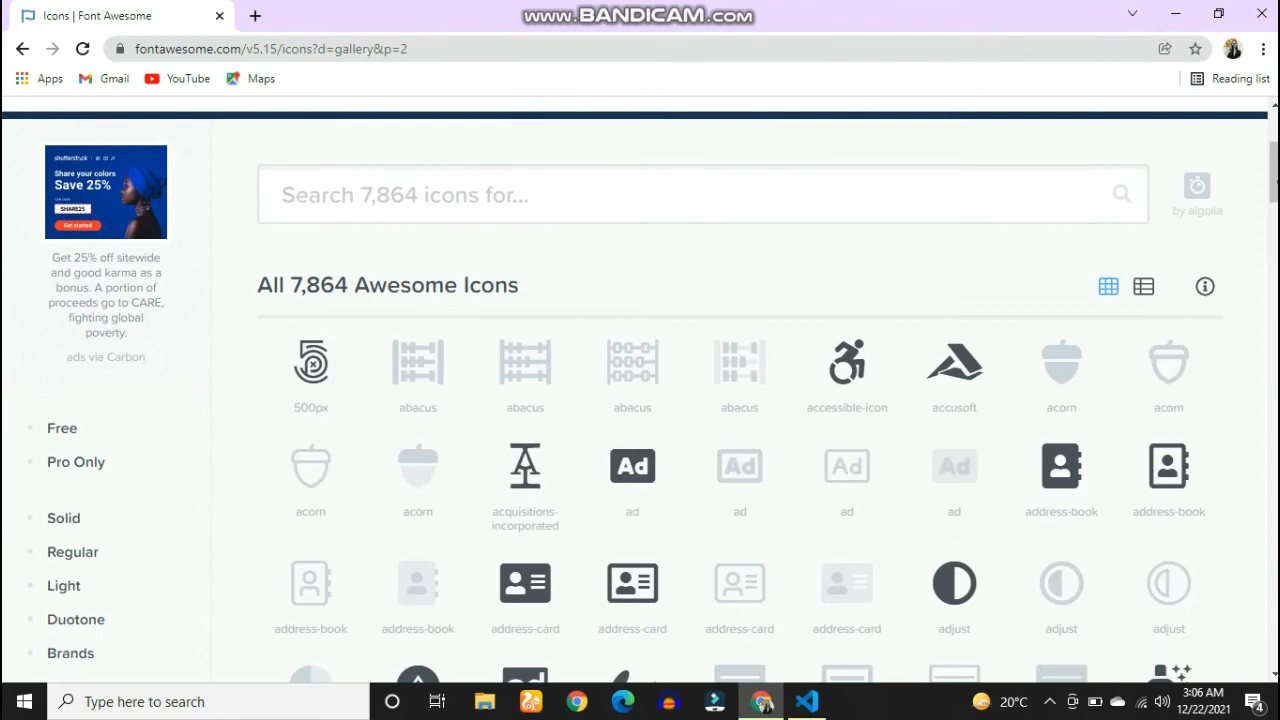 Icons | Font Awesome
www.BANDICAM.com
fontawesome.com/v5.15/icons?d=gallery&p=2
Apps Gmail YouTube Maps Reading list
shutterstock
Share your colors
Save 25%
SHARE25
Get started
Get 25% off sitewide
and good karma as a
bonus. A portion of
proceeds go to CARE,
fighting global
poverty.
ads via Carbon
Free
Pro Only
Solid
Regular
Light
Duotone
Brands
Search 7,864 icons for...
by algolia
All 7,864 Awesome Icons
500px abacus abacus abacus abacus accessible-icon accusoft acorn acorn
Ad Ad Ad Ad
acorn acorn acquisitions-incorporated ad ad ad ad address-book address-book
address-book address-book address-card address-card address-card address-card adjust adjust adjust
ad
Type here to search
20°C
3:06 AM
12/22/2021
4